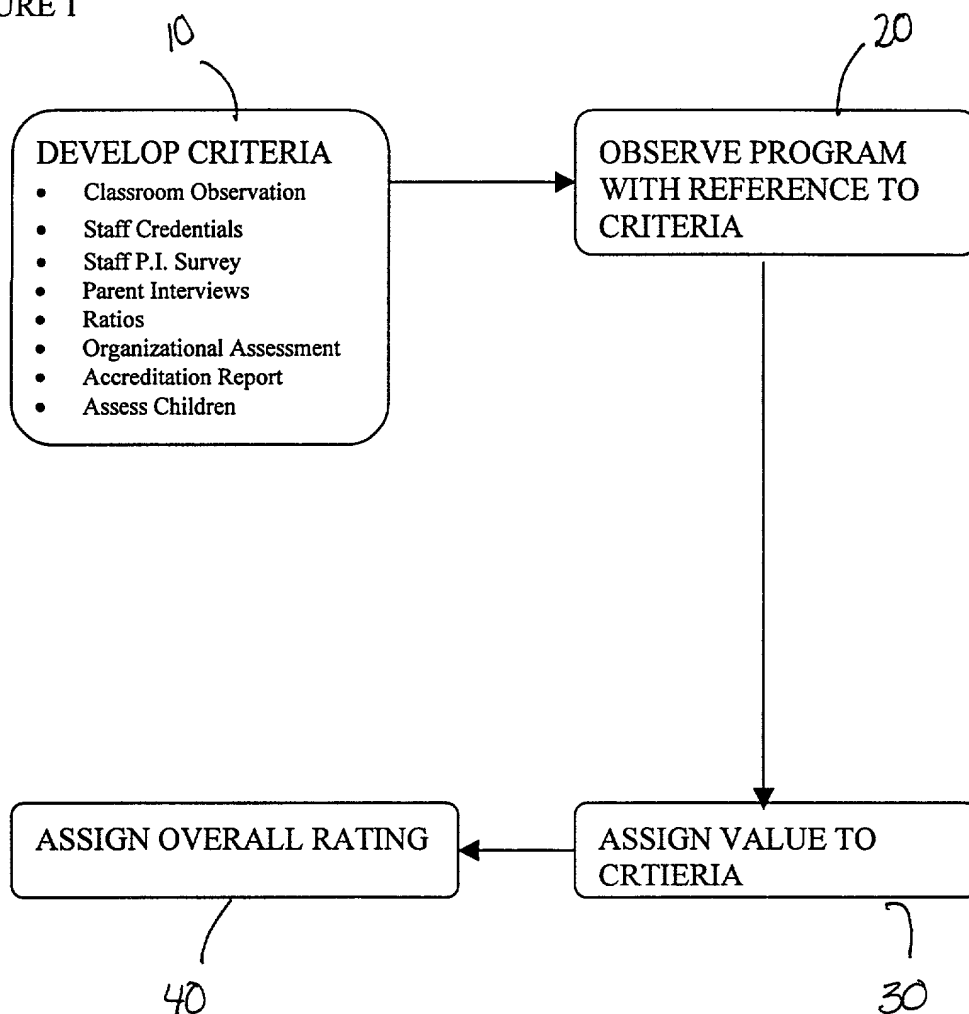 URE 1
10
20
DEVELOP CRITERIA
• Classroom Observation
• Staff Credentials
• Staff P.I. Survey
• Parent Interviews
• Ratios
• Organizational Assessment
• Accreditation Report
• Assess Children
OBSERVE PROGRAM
WITH REFERENCE TO
CRITERIA
ASSIGN OVERALL RATING
ASSIGN VALUE TO
CRTIERIA
40
30